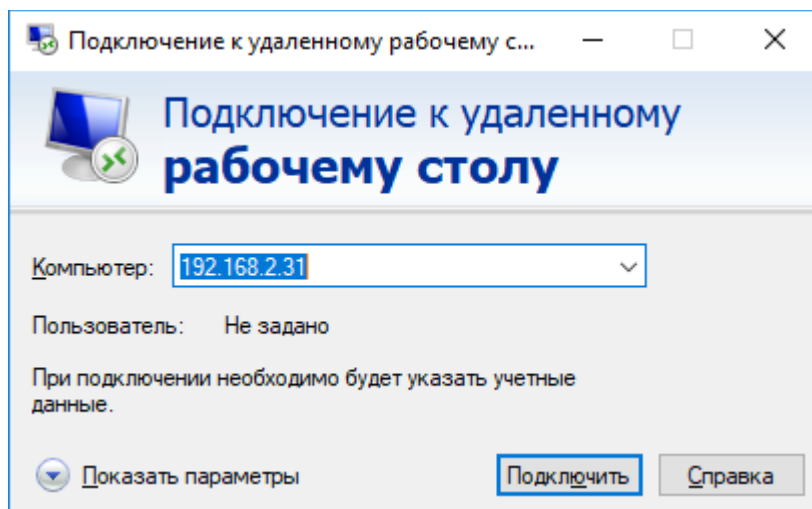 Подключение к удаленному рабочему с...
Подключение к удаленному
рабочему столу
Компьютер: 192.168.2.31
Пользователь: Не задано
При подключении необходимо будет указать учетные
данные.
Показать параметры Подключить Справка